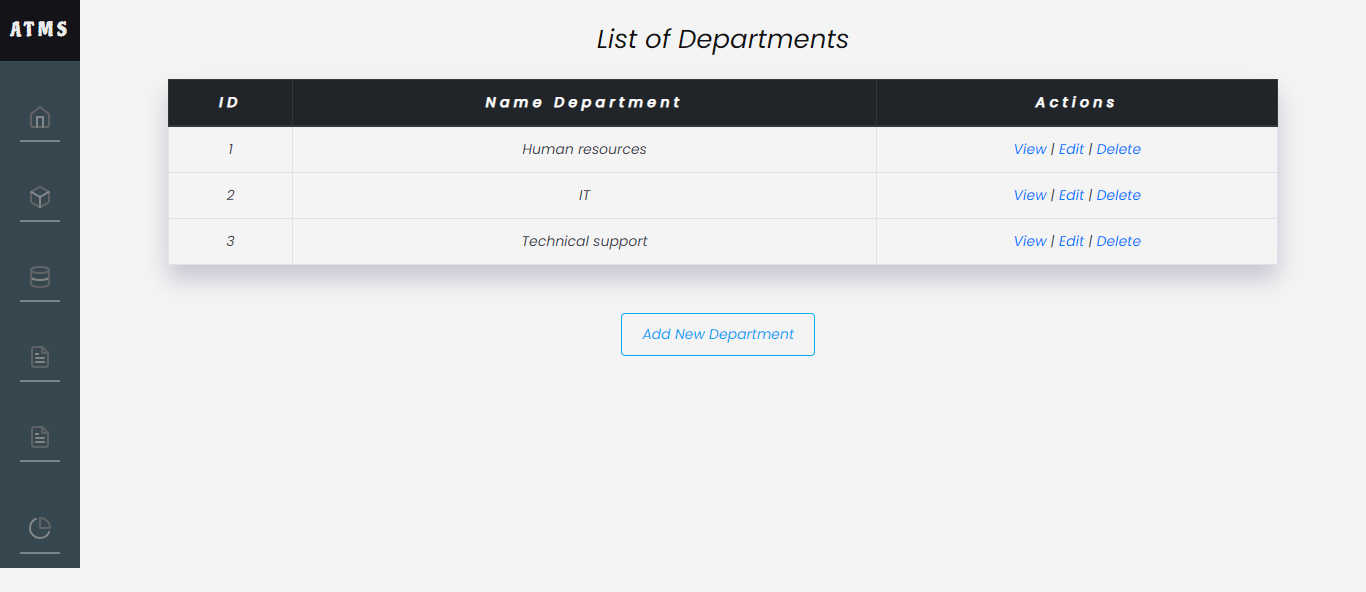 ATMS
List of Departments
ID Name Department Actions
1 Human resources View | Edit | Delete
2 IT View | Edit | Delete
3 Technical support View | Edit | Delete
Add New Department